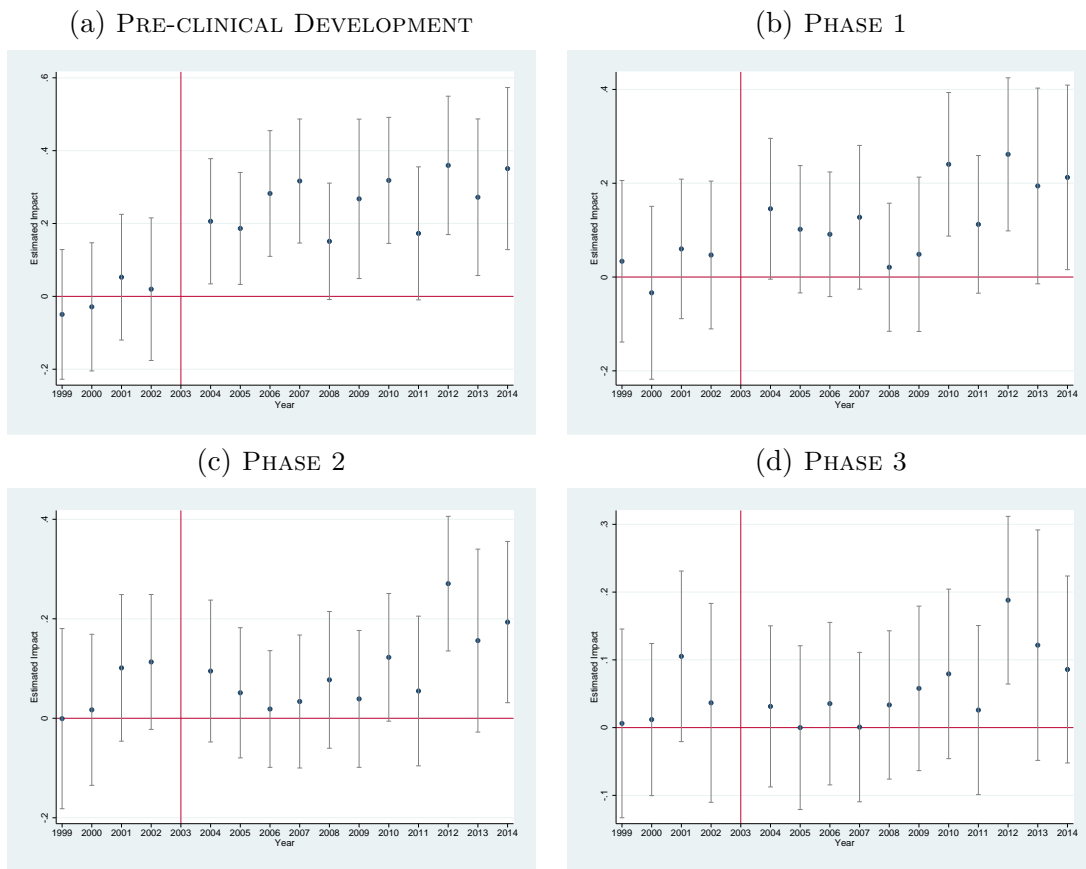 (a) Pre-clinical Development
Estimated Impact
.6
.4
.2
0
-.2
1999 2000 2001 2002 2003 2004 2005 2006 2007 2008 2009 2010 2011 2012 2013 2014
Year
(b) Phase 1
Estimated Impact
.4
.2
0
-.2
1999 2000 2001 2002 2003 2004 2005 2006 2007 2008 2009 2010 2011 2012 2013 2014
Year
(c) Phase 2
Estimated Impact
.4
.2
0
-.2
1999 2000 2001 2002 2003 2004 2005 2006 2007 2008 2009 2010 2011 2012 2013 2014
Year
(d) Phase 3
Estimated Impact
.3
.2
.1
0
-.1
1999 2000 2001 2002 2003 2004 2005 2006 2007 2008 2009 2010 2011 2012 2013 2014
Year